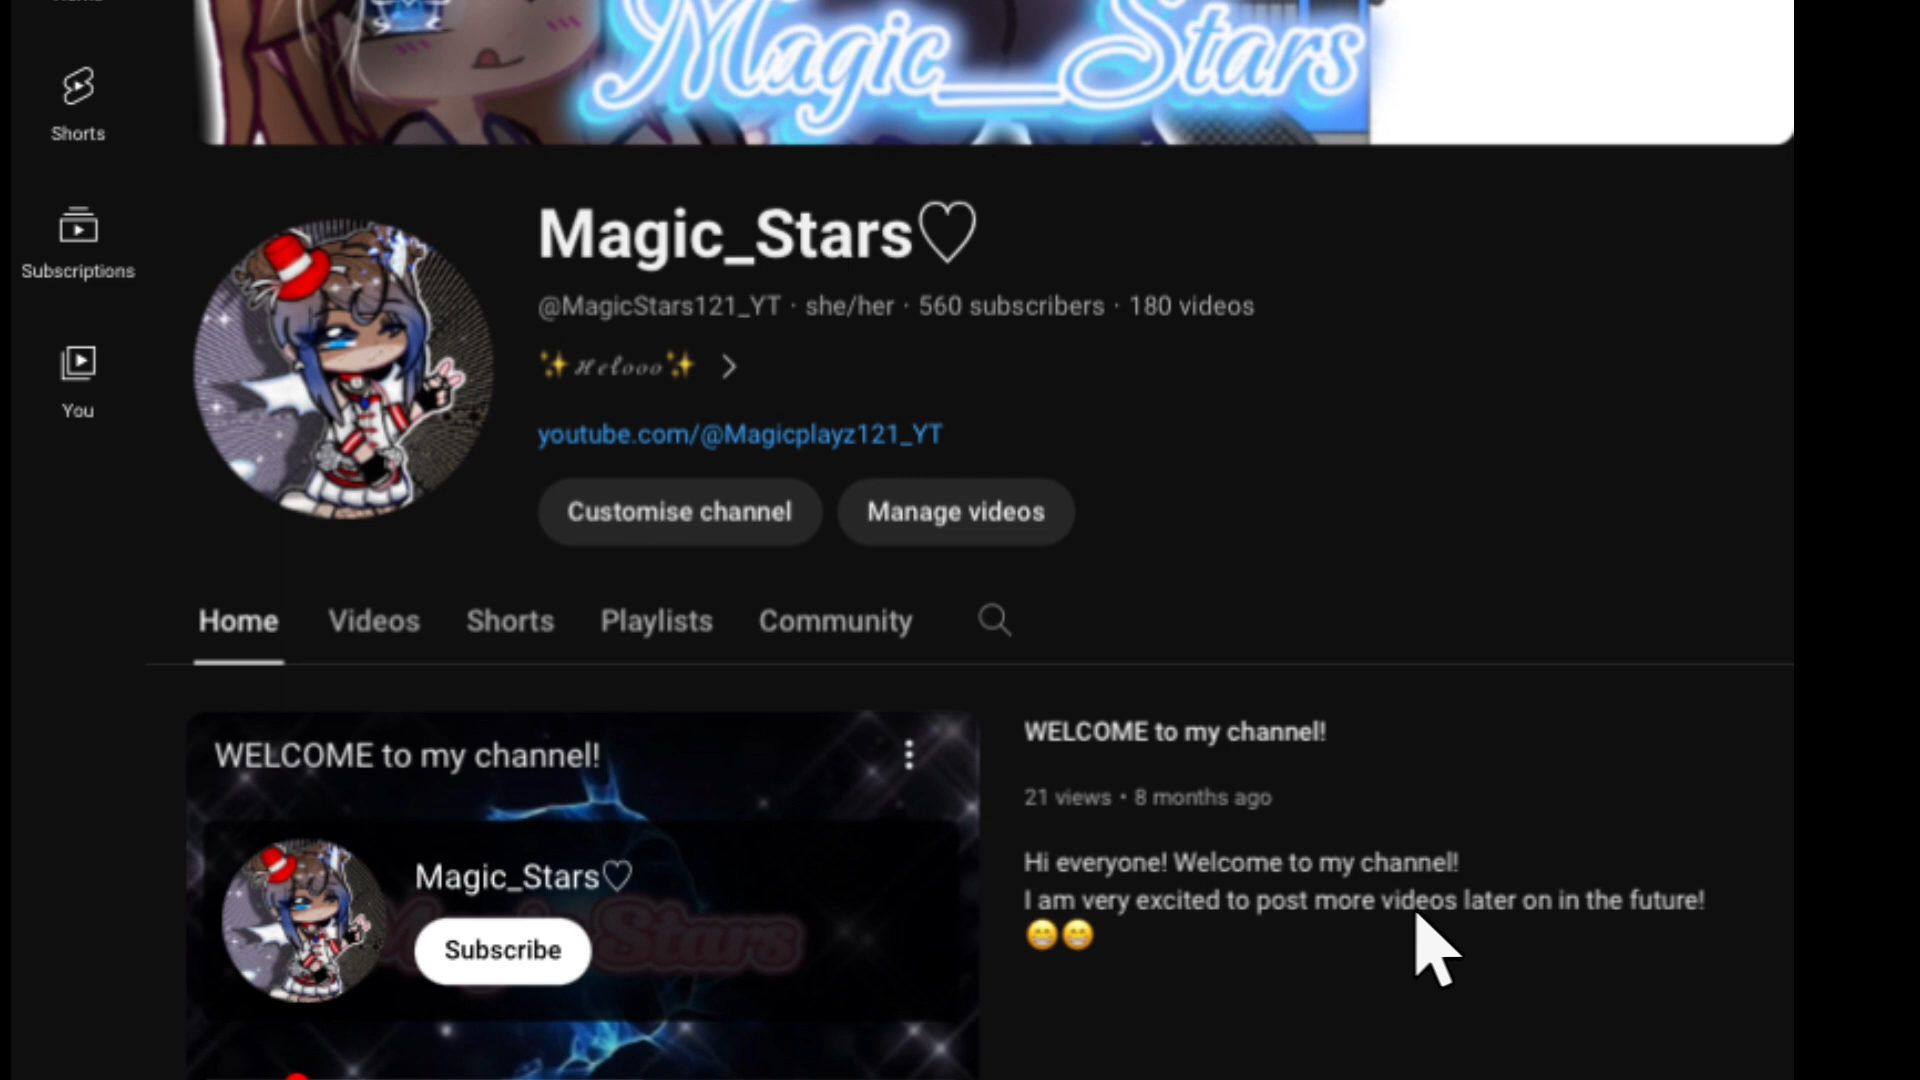 Magic__Stars
Shorts
Subscriptions
You
Magic_Stars♡
@MagicStars121_YT · she/her · 560 subscribers · 180 videos
✨𝓗𝓮𝓵𝓸𝓸𝓸✨
youtube.com/@Magicplayz121_YT
Customise channel
Manage videos
Home
Videos
Shorts
Playlists
Community
WELCOME to my channel!
Magic_Stars♡
Stars
Subscribe
WELCOME to my channel!
21 views • 8 months ago
Hi everyone! Welcome to my channel!
I am very excited to post more videos later on in the future!
😁😁